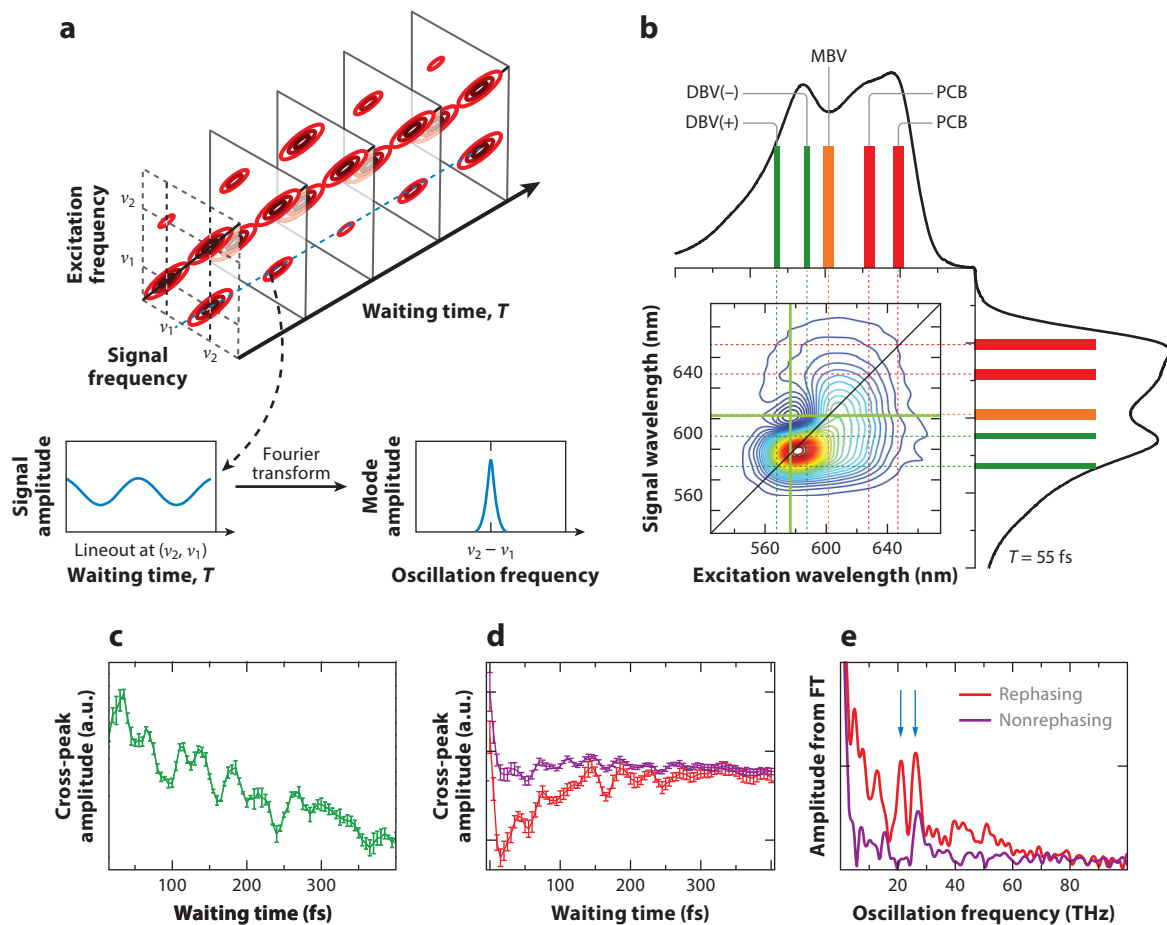 a
Excitation
frequency
ν2
ν1
ν1
ν2
Signal
frequency
Waiting time, T
Signal
amplitude
Lineout at (ν2, ν1)
Waiting time, T
Fourier
transform
Mode
amplitude
ν2 – ν1
Oscillation frequency
b
MBV
DBV(–)
PCB
DBV(+)
PCB
Signal wavelength (nm)
640
600
560
560
600
640
Excitation wavelength (nm)
T = 55 fs
c
Cross-peak
amplitude (a.u.)
100
200
300
Waiting time (fs)
d
Cross-peak
amplitude (a.u.)
100
200
300
Waiting time (fs)
e
Amplitude from FT
Rephasing
Nonrephasing
20
40
60
80
Oscillation frequency (THz)